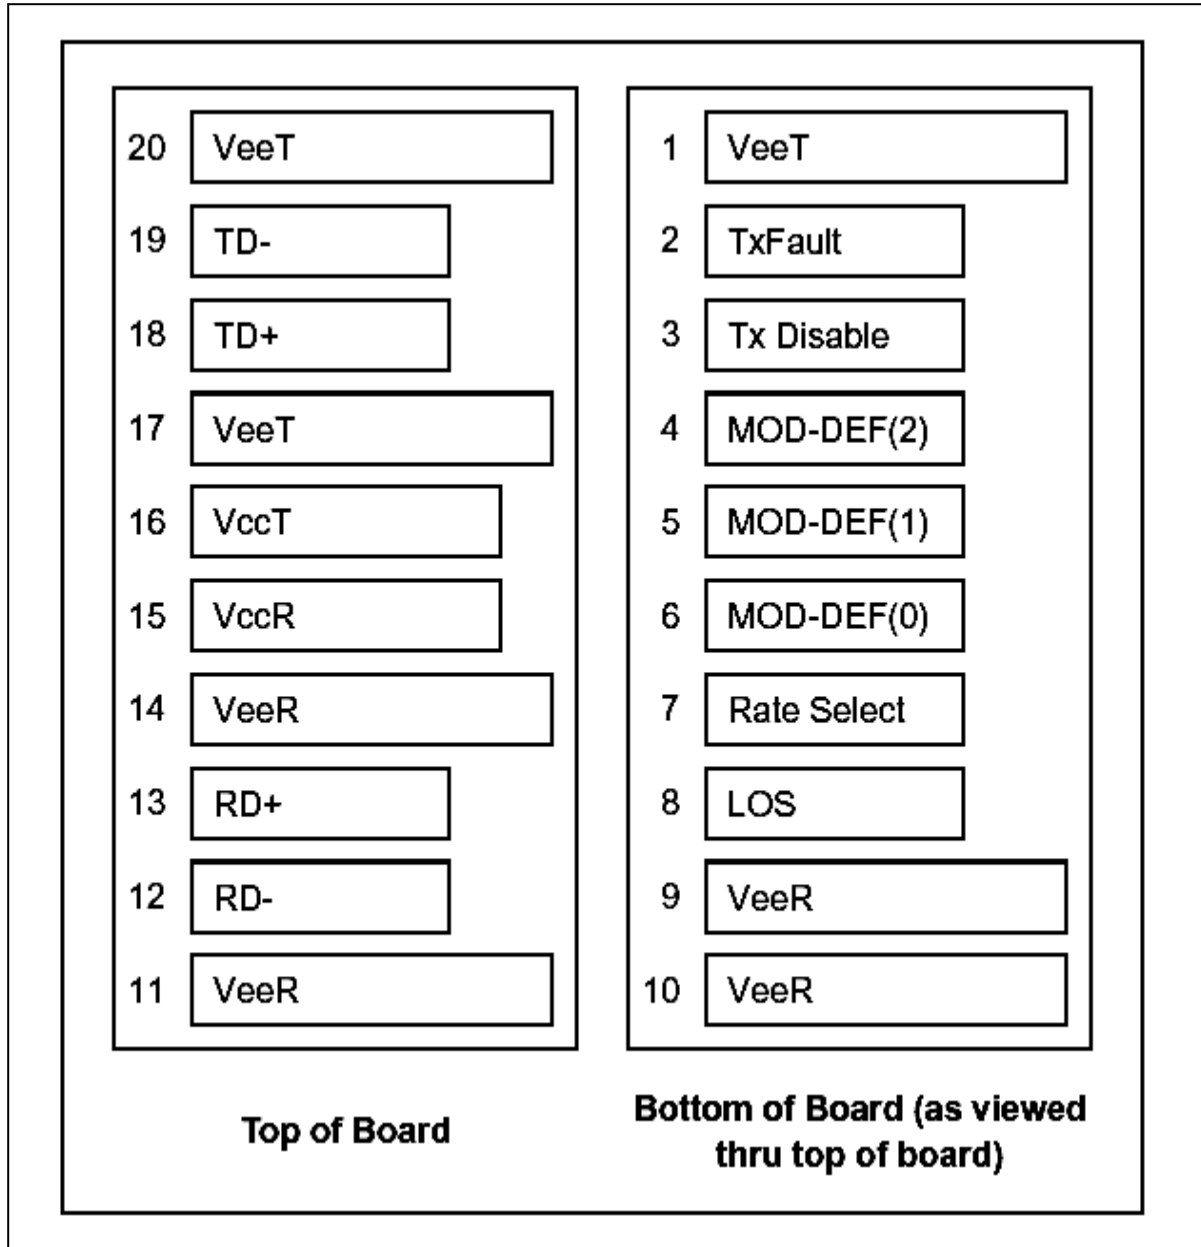 20 VeeT
19 TD-
18 TD+
17 VeeT
16 VccT
15 VccR
14 VeeR
13 RD+
12 RD-
11 VeeR
Top of Board
1 VeeT
2 TxFault
3 Tx Disable
4 MOD-DEF(2)
5 MOD-DEF(1)
6 MOD-DEF(0)
7 Rate Select
8 LOS
9 VeeR
10 VeeR
Bottom of Board (as viewed
thru top of board)